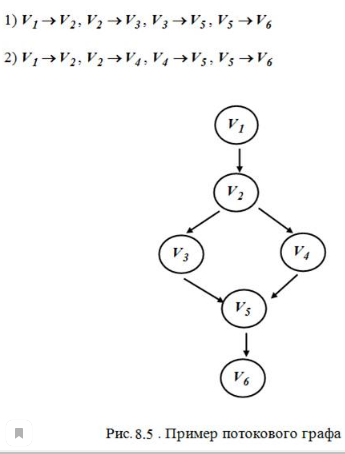 1) V₁→V₂, V₂→V₃, V₃→V₅, V₅→V₆
2) V₁→V₂, V₂→V₄, V₄→V₅, V₅→V₆
V₁
V₂
V₃ V₄
V₅
V₆
Рис. 8.5 . Пример потокового графа